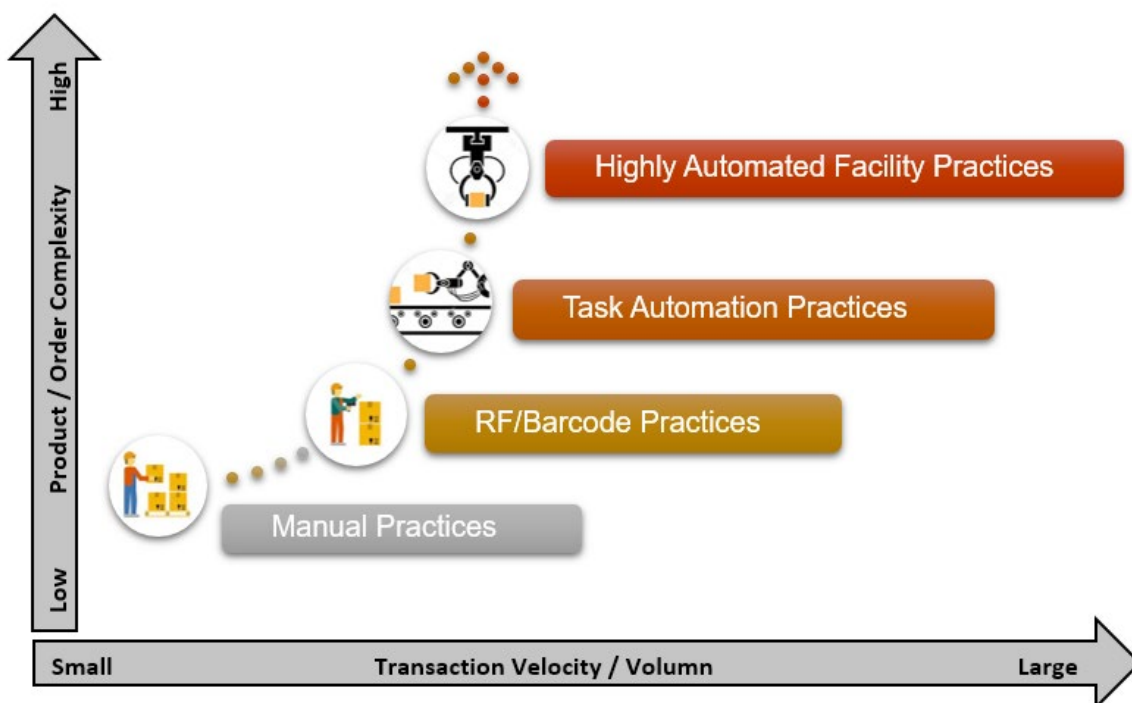 High
Product / Order Complexity
Low
Highly Automated Facility Practices
Task Automation Practices
RF/Barcode Practices
Manual Practices
Small
Transaction Velocity / Volumn
Large